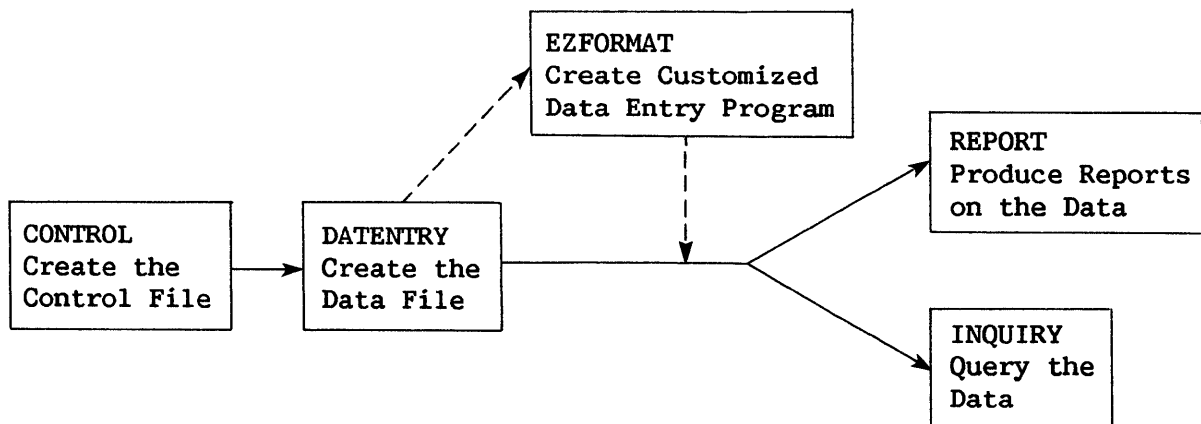 EZFORMAT
Create Customized
Data Entry Program
REPORT
Produce Reports
on the Data
CONTROL
Create the
Control File
DATENTRY
Create the
Data File
INQUIRY
Query the
Data